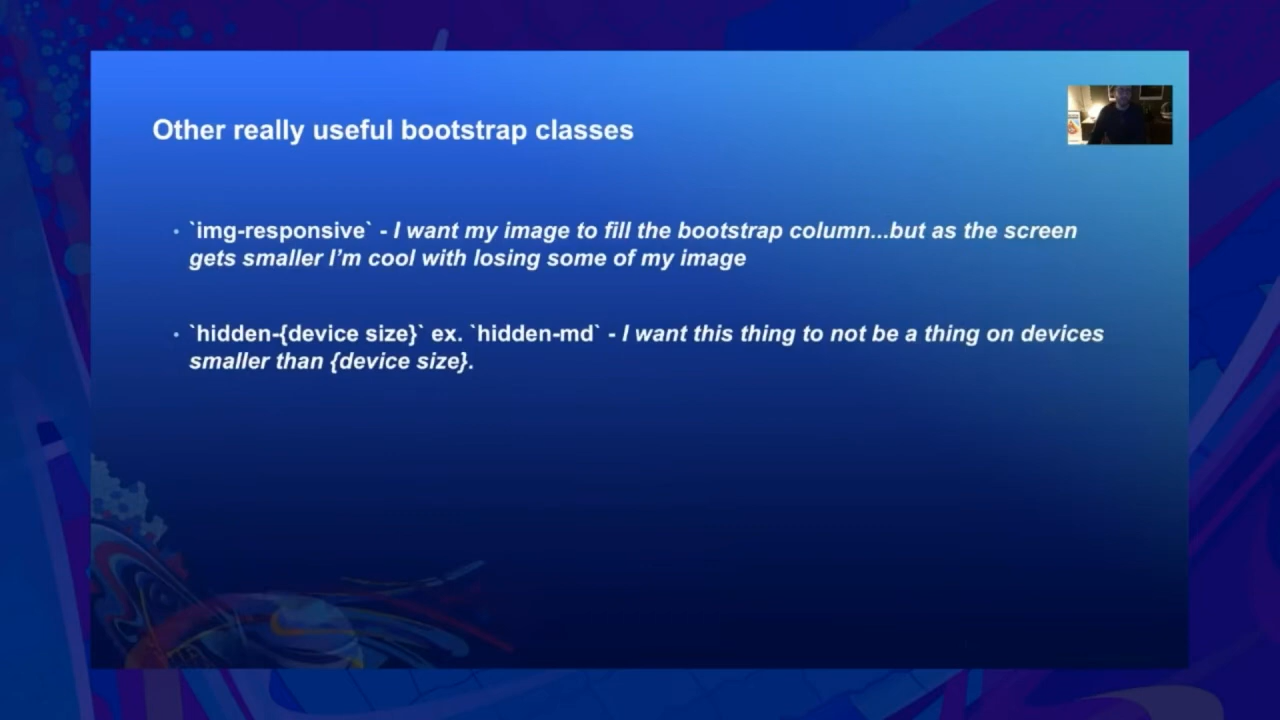 Other really useful bootstrap classes
• `img-responsive` - I want my image to fill the bootstrap column...but as the screen
gets smaller I’m cool with losing some of my image
• `hidden-{device size}` ex. `hidden-md` - I want this thing to not be a thing on devices
smaller than {device size}.